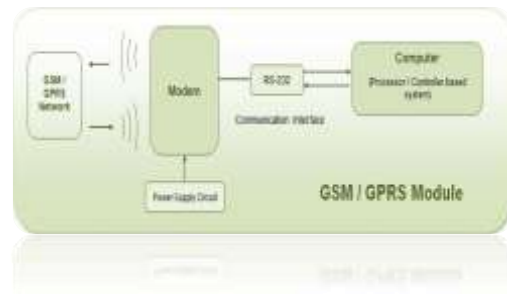 GSM /
GPRS
Network
Modem
RS-232
Communication Interface
Computer
(Processor / Controller based
system)
Power Supply Circuit
GSM / GPRS Module